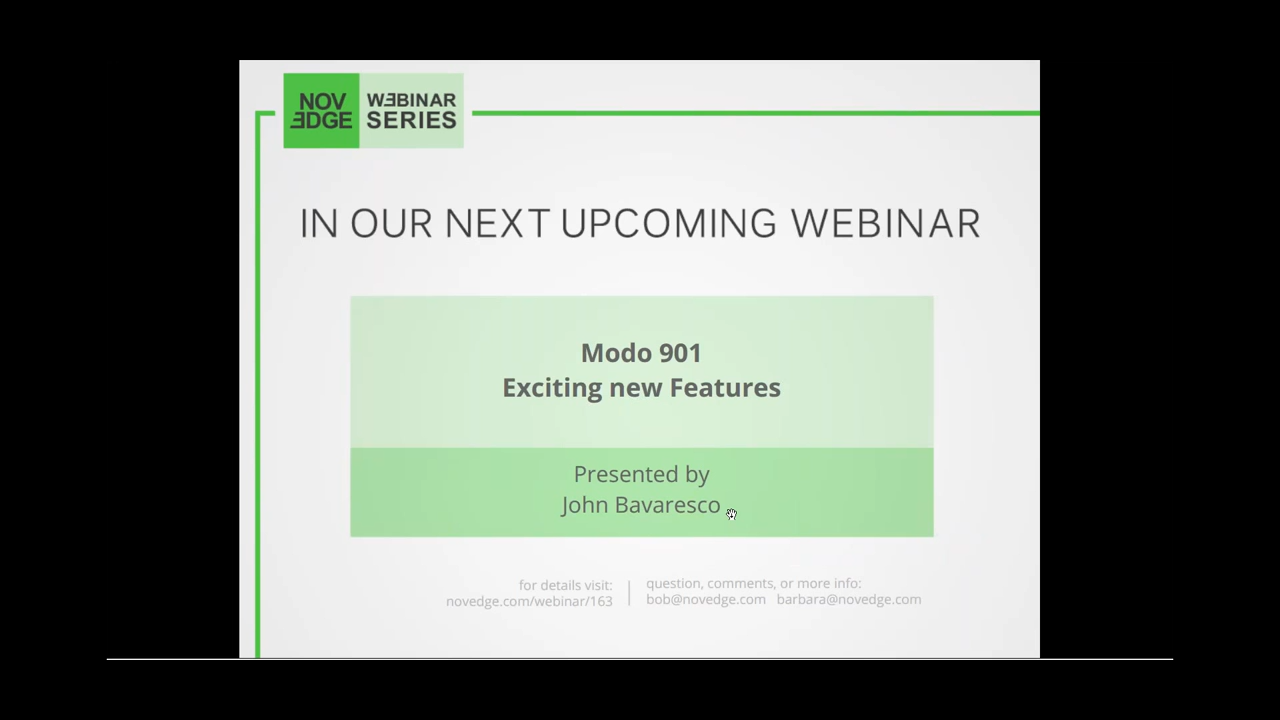 NOV
EDGE
WEBINAR
SERIES
IN OUR NEXT UPCOMING WEBINAR
Modo 901
Exciting new Features
Presented by
John Bavaresco
for details visit:
novedge.com/webinar/163
question, comments, or more info:
bob@novedge.com barbara@novedge.com